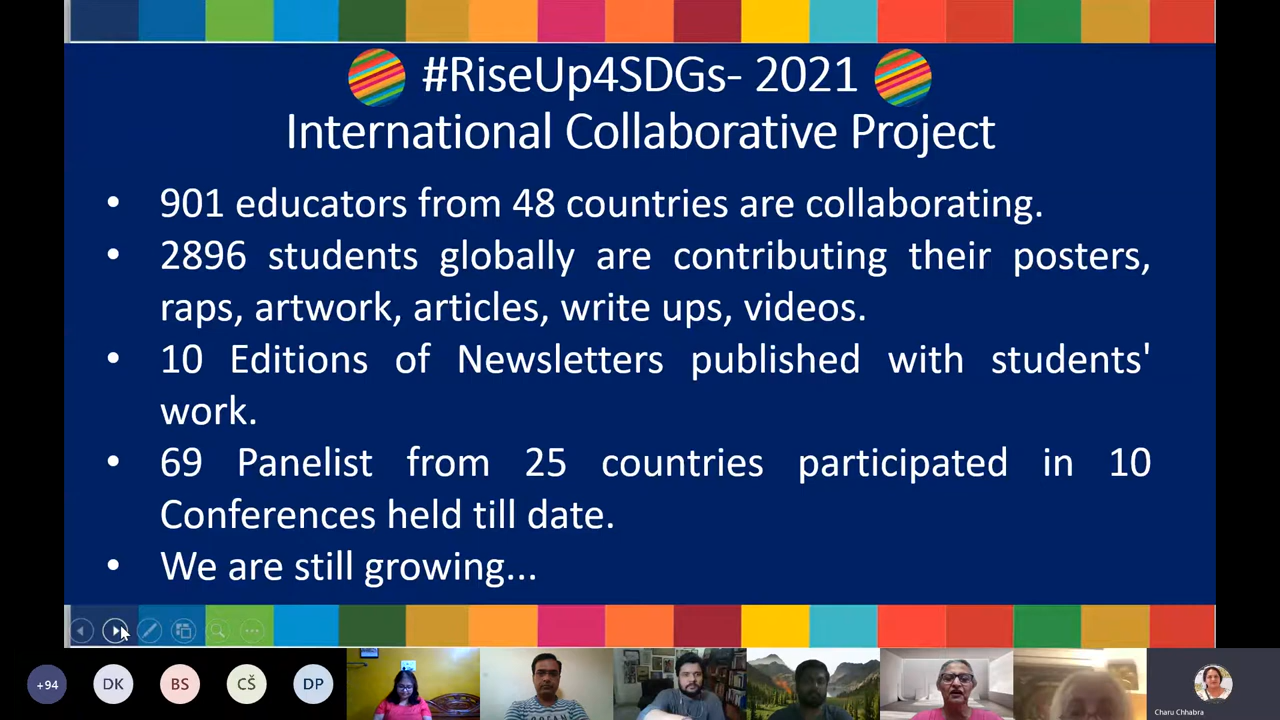 #RiseUp4SDGs- 2021
International Collaborative Project
• 901 educators from 48 countries are collaborating.
• 2896 students globally are contributing their posters,
raps, artwork, articles, write ups, videos.
• 10 Editions of Newsletters published with students'
work.
• 69 Panelist from 25 countries participated in 10
Conferences held till date.
• We are still growing...
+94 DK BS CŠ DP
Charu Chhabra